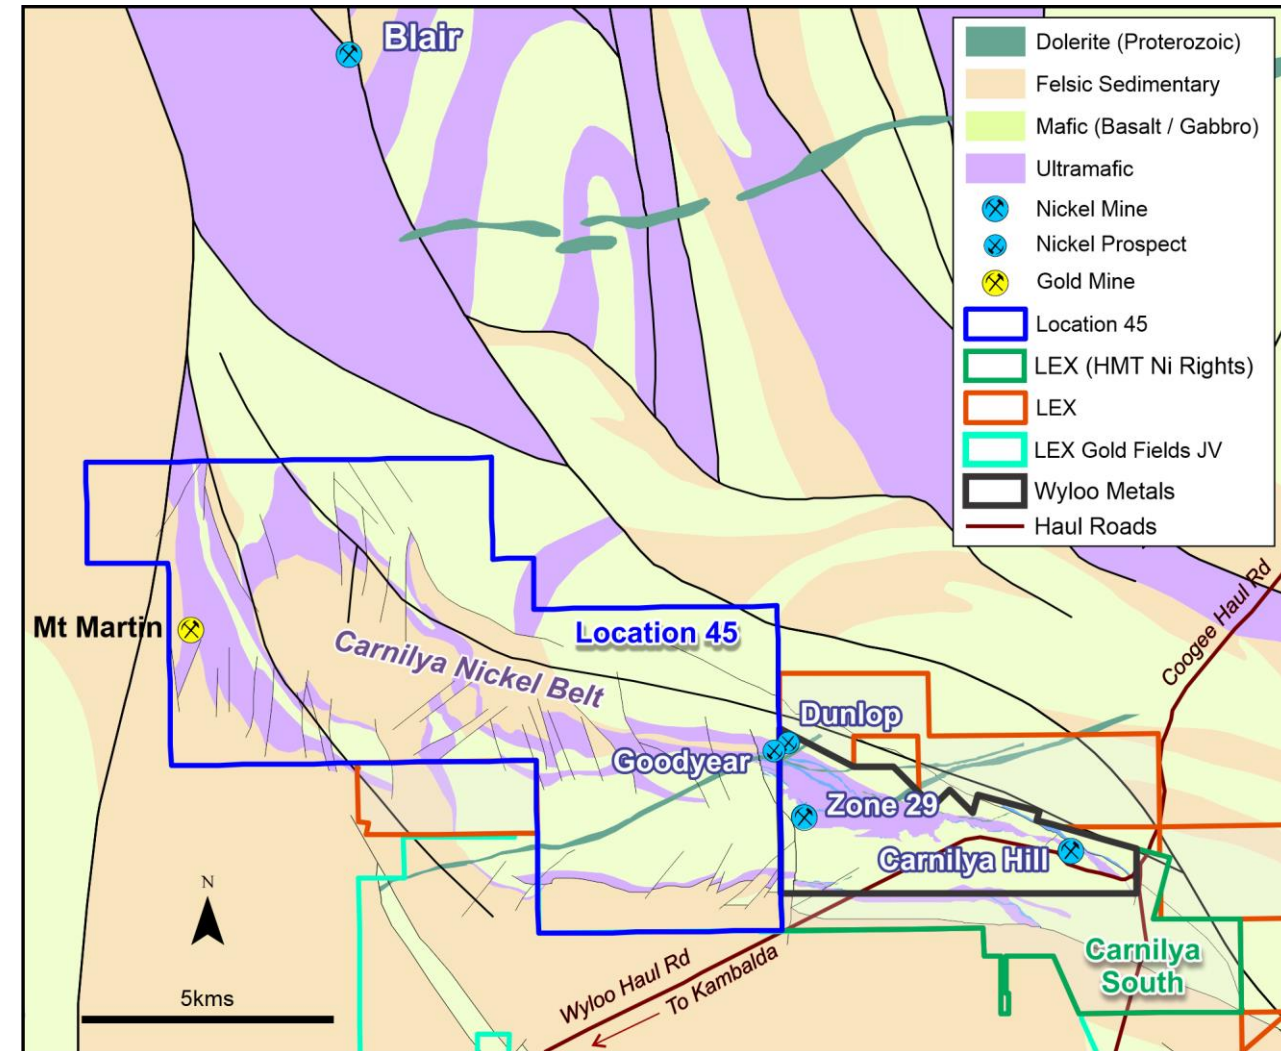 Blair
Dolerite (Proterozoic)
Felsic Sedimentary
Mafic (Basalt / Gabbro)
Ultramafic
Nickel Mine
Nickel Prospect
Gold Mine
Location 45
LEX (HMT Ni Rights)
LEX
LEX Gold Fields JV
Wyloo Metals
Haul Roads
Coogee Haul Rd
Mt Martin
Location 45
Carnilya Nickel Belt
Dunlop
Goodyear
Zone 29
Carnilya Hill
N
Carnilya
South
5kms
Wyloo Haul Rd
To Kambalda